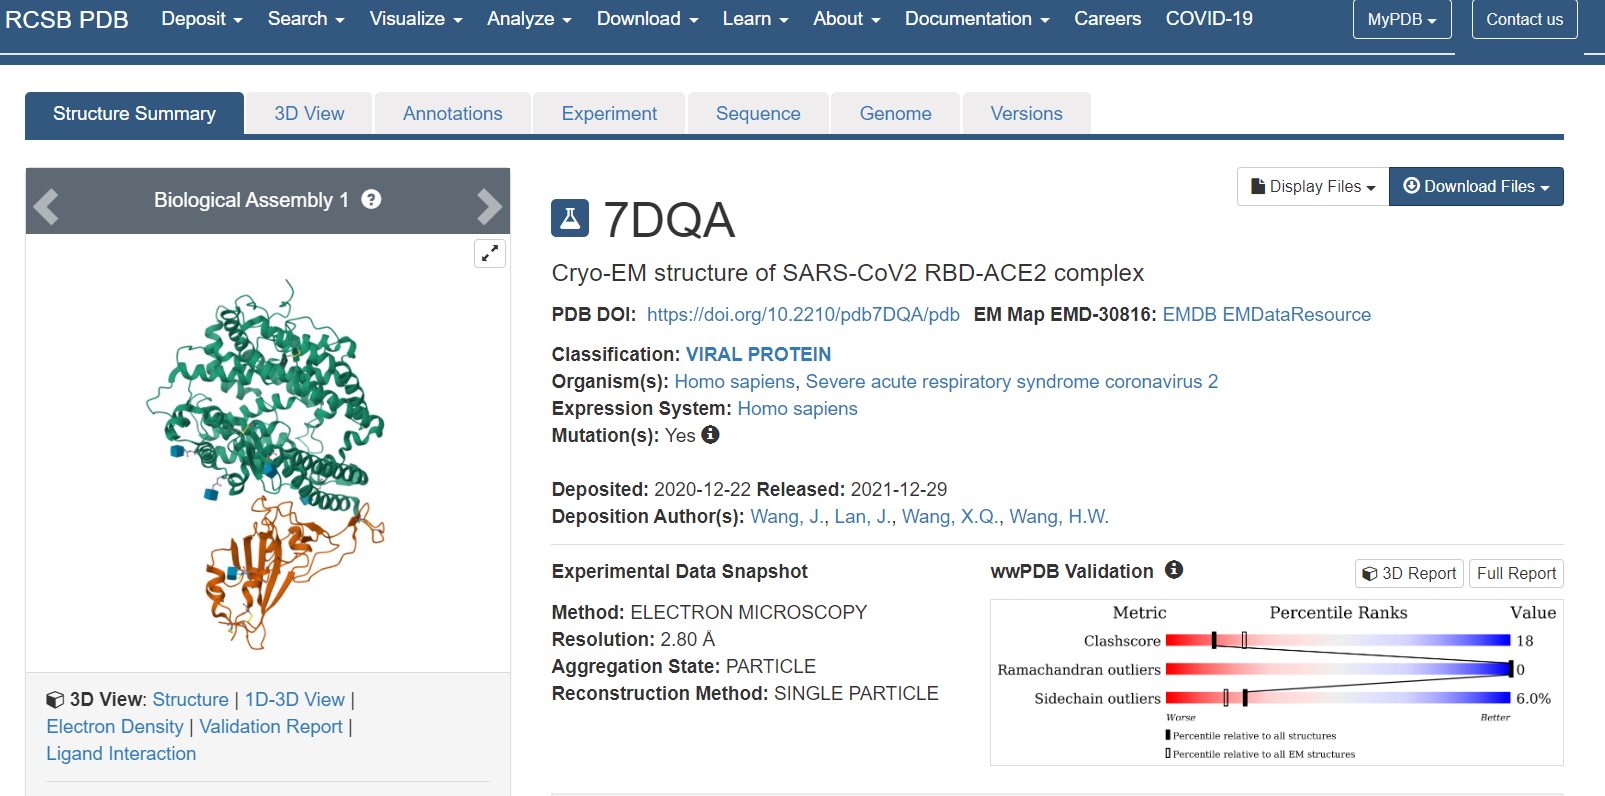 RCSB PDB Deposit Search Visualize Analyze Download Learn About Documentation Careers COVID-19 MyPDB Contact us
Structure Summary 3D View Annotations Experiment Sequence Genome Versions
Biological Assembly 1 ?
Display Files Download Files
7DQA
Cryo-EM structure of SARS-CoV2 RBD-ACE2 complex
PDB DOI: https://doi.org/10.2210/pdb7DQA/pdb EM Map EMD-30816: EMDB EMDataResource
Classification: VIRAL PROTEIN
Organism(s): Homo sapiens, Severe acute respiratory syndrome coronavirus 2
Expression System: Homo sapiens
Mutation(s): Yes
Deposited: 2020-12-22 Released: 2021-12-29
Deposition Author(s): Wang, J., Lan, J., Wang, X.Q., Wang, H.W.
Experimental Data Snapshot
Method: ELECTRON MICROSCOPY
Resolution: 2.80 Å
Aggregation State: PARTICLE
Reconstruction Method: SINGLE PARTICLE
wwPDB Validation 3D Report Full Report
Metric Percentile Ranks Value
Clashscore 18
Ramachandran outliers 0
Sidechain outliers 6.0%
Worse Better
Percentile relative to all structures
Percentile relative to all EM structures
3D View: Structure | 1D-3D View |
Electron Density | Validation Report |
Ligand Interaction